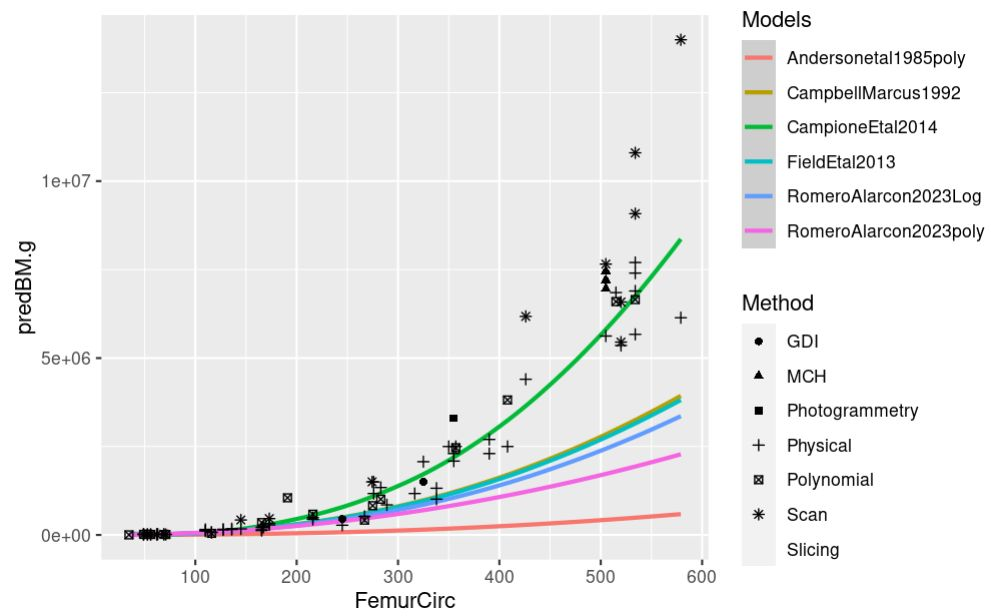 Models
Andersonetal1985poly
CampbellMarcus1992
CampioneEtal2014
FieldEtal2013
RomeroAlarcon2023Log
RomeroAlarcon2023poly
Method
GDI
MCH
Photogrammetry
Physical
Polynomial
Scan
Slicing
predBM.g
1e+07
5e+06
0e+00
100 200 300 400 500 600
FemurCirc